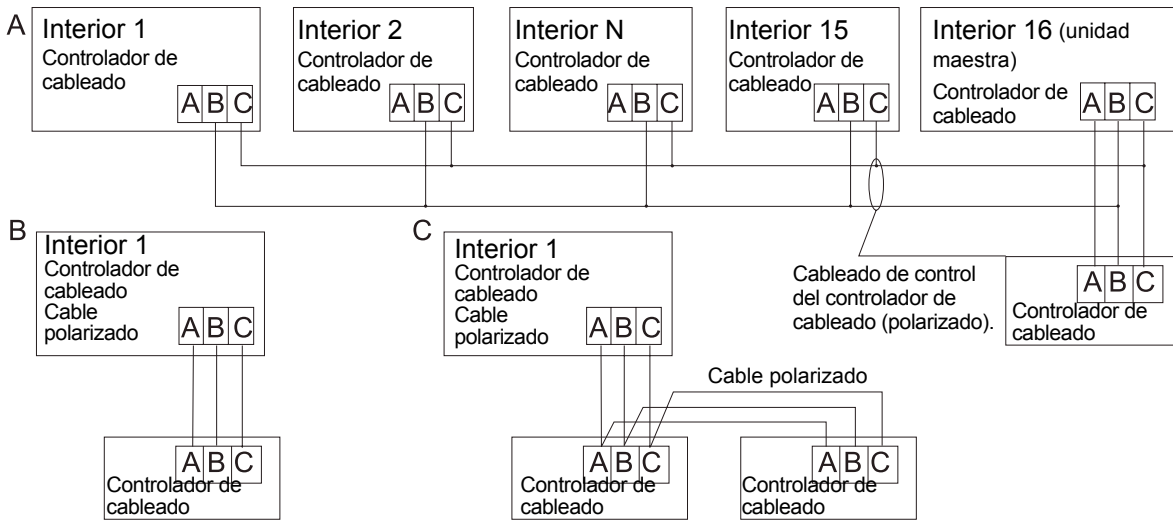 A
Interior 1
Controlador de
cableado
A B C
Interior 2
Controlador de
cableado
A B C
Interior N
Controlador de
cableado
A B C
Interior 15
Controlador de
cableado
A B C
Interior 16 (unidad
maestra)
Controlador de
cableado
A B C
Cableado de control
del controlador de
cableado (polarizado).
A B C
Controlador de
cableado
B
Interior 1
Controlador de
cableado
Cable
polarizado
A B C
A B C
Controlador de
cableado
C
Interior 1
Controlador de
cableado
Cable
polarizado
A B C
Cable polarizado
A B C
Controlador de
cableado
A B C
Controlador de
cableado